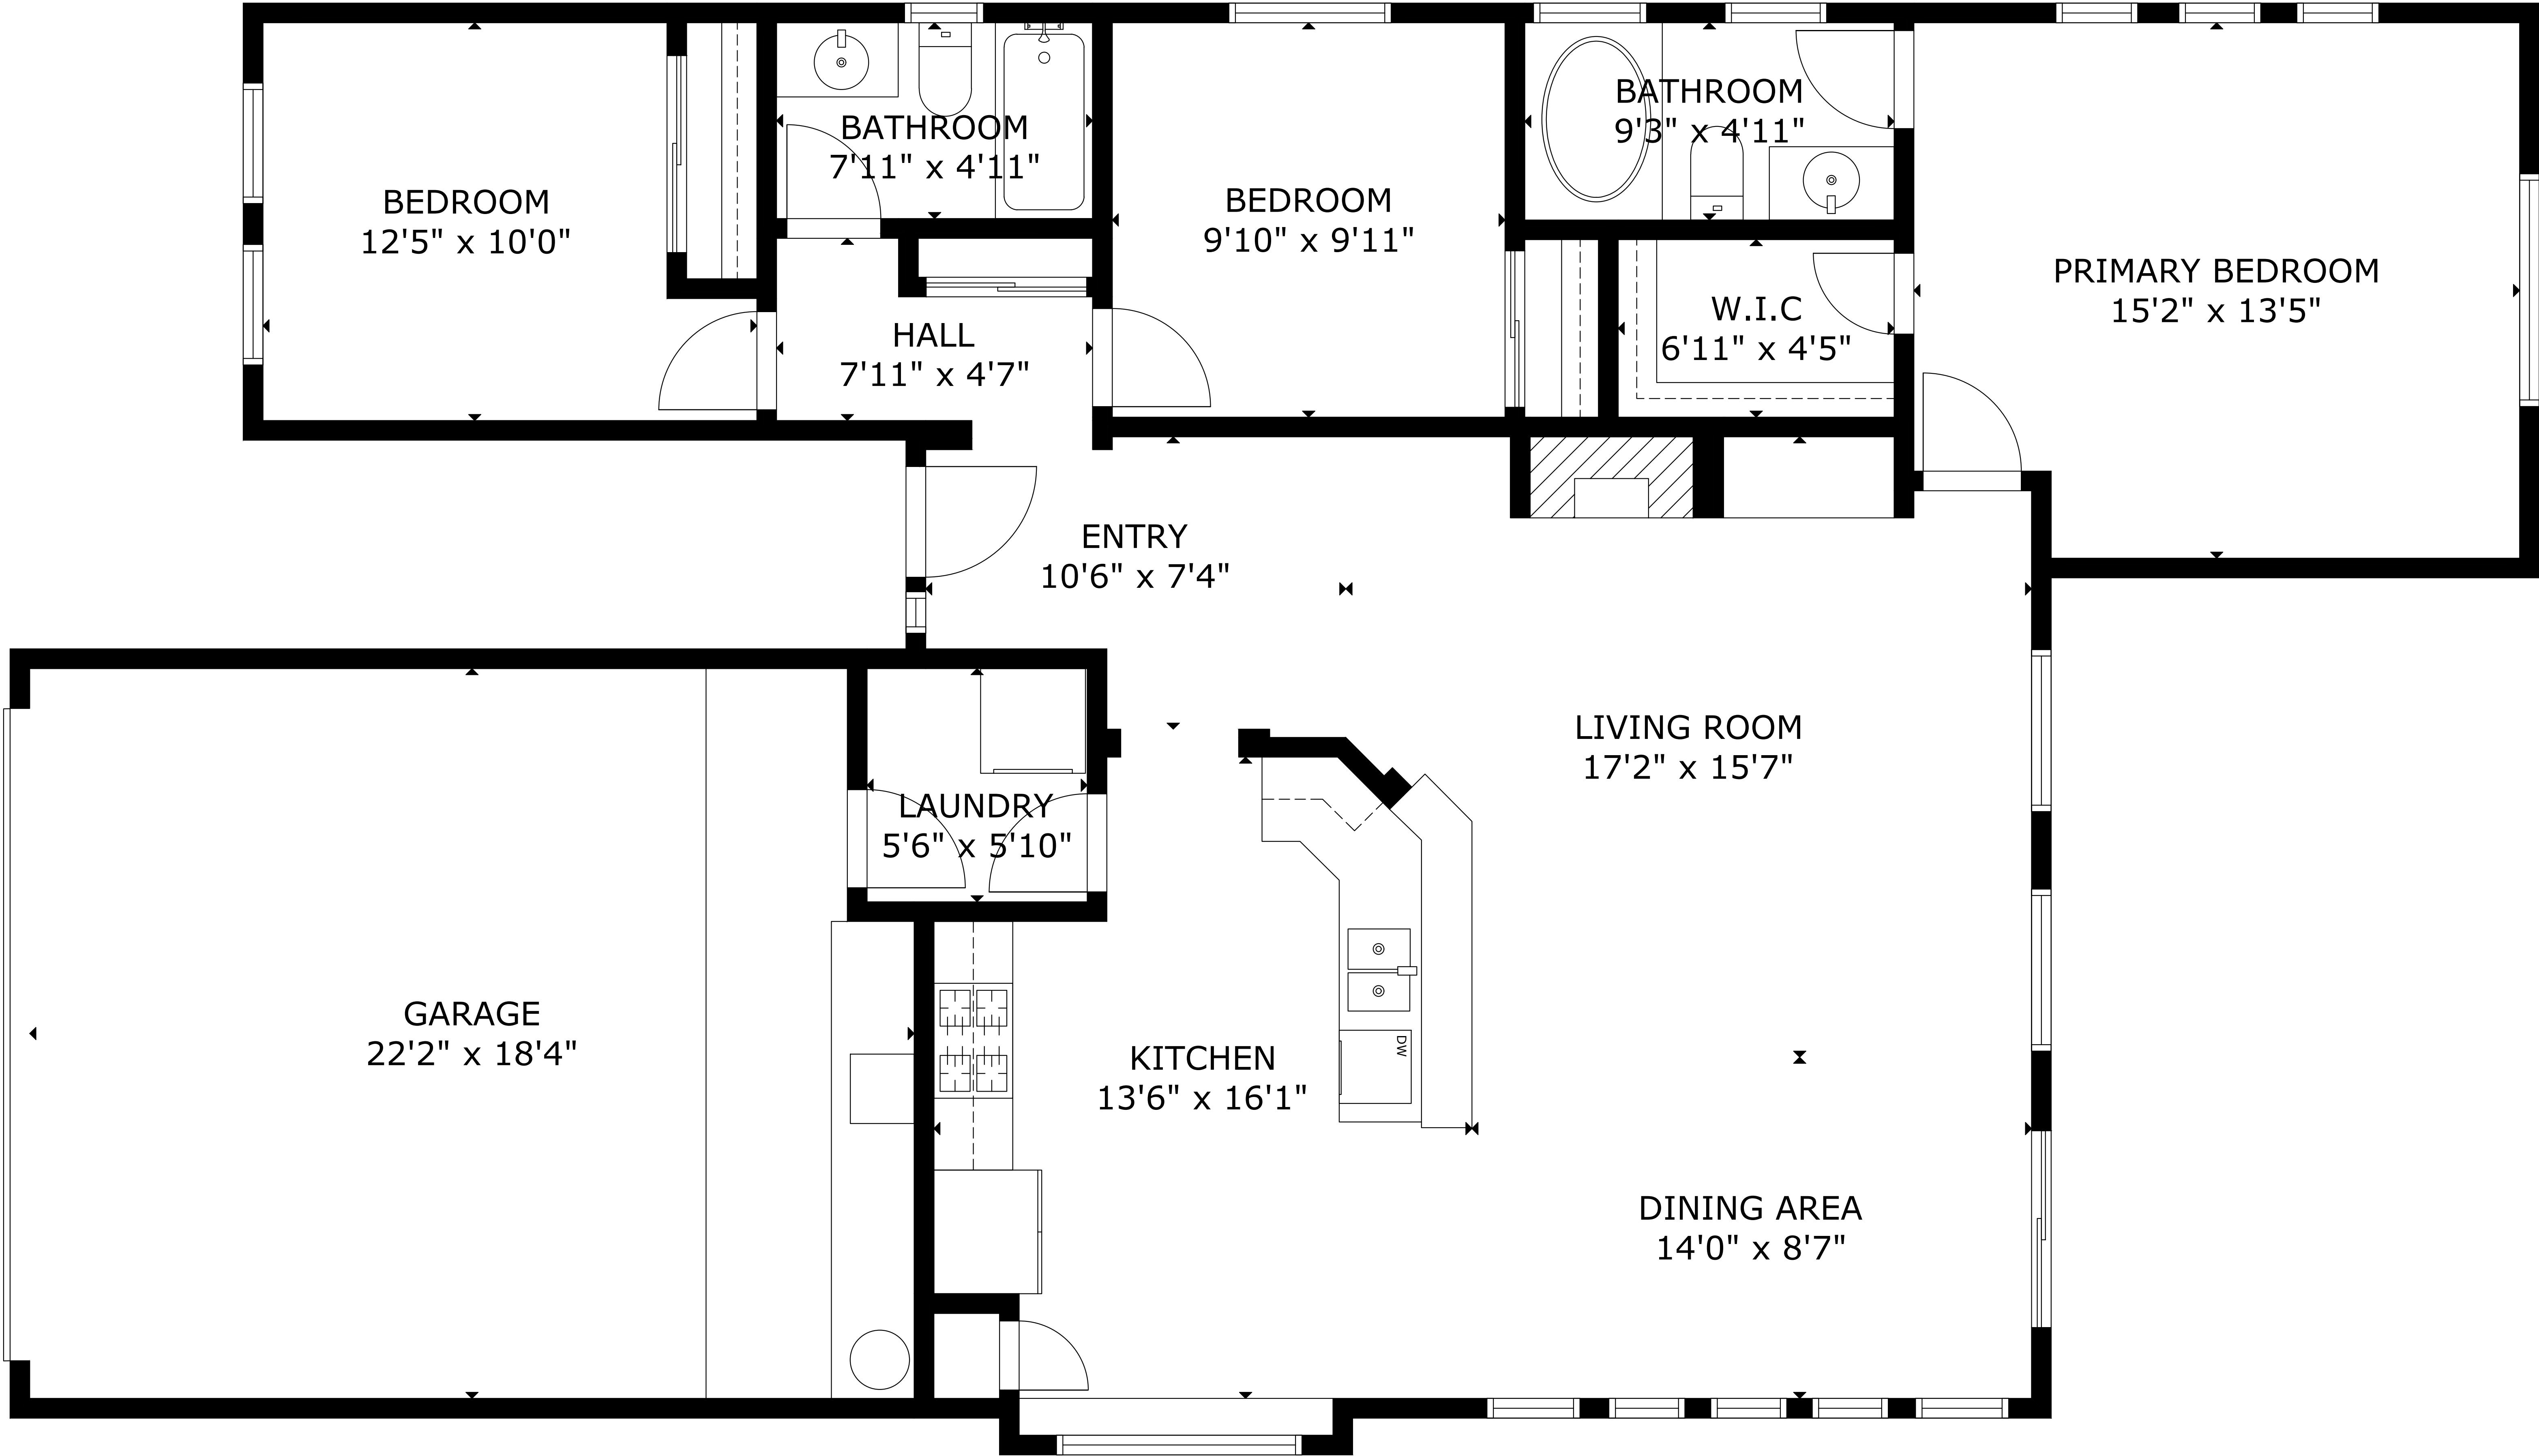 BEDROOM
12'5" x 10'0"
BATHROOM
7'11" x 4'11"
BEDROOM
9'10" x 9'11"
BATHROOM
9'3" x 4'11"
PRIMARY BEDROOM
15'2" x 13'5"
HALL
7'11" x 4'7"
W.I.C
6'11" x 4'5"
ENTRY
10'6" x 7'4"
LIVING ROOM
17'2" x 15'7"
LAUNDRY
5'6" x 5'10"
GARAGE
22'2" x 18'4"
KITCHEN
13'6" x 16'1"
DW
DINING AREA
14'0" x 8'7"